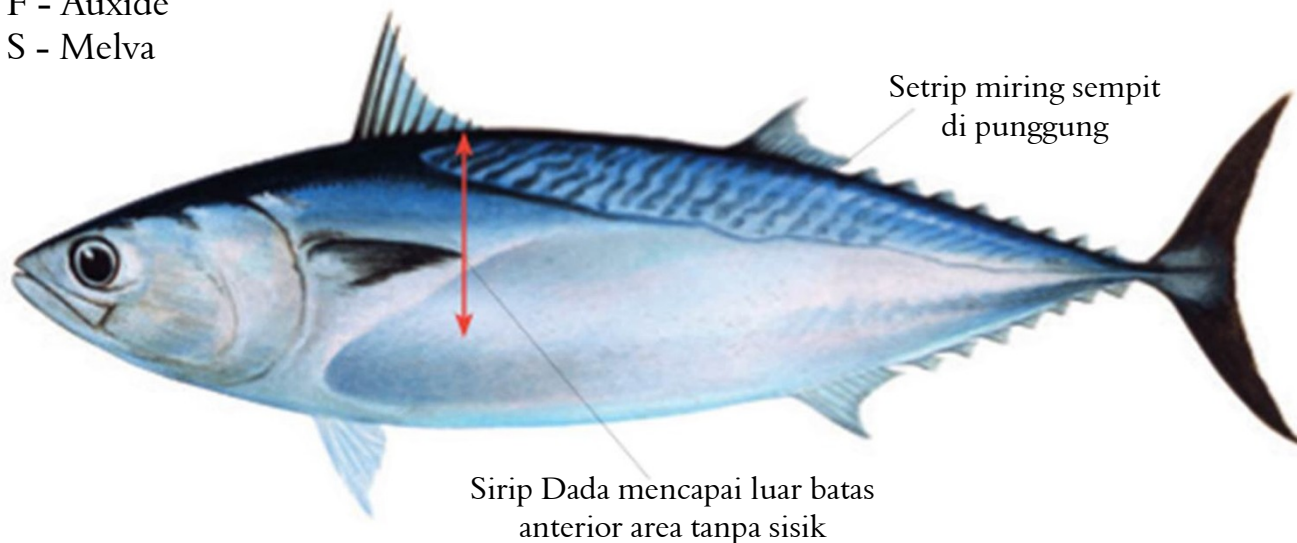 F - Auxide
S - Melva
Setrip miring sempit
di punggung
Sirip Dada mencapai luar batas
anterior area tanpa sisik